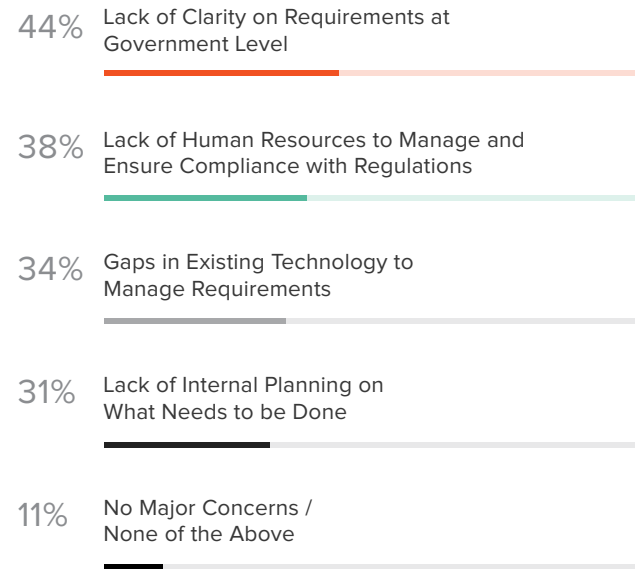 44%
Lack of Clarity on Requirements at
Government Level
38%
Lack of Human Resources to Manage and
Ensure Compliance with Regulations
34%
Gaps in Existing Technology to
Manage Requirements
31%
Lack of Internal Planning on
What Needs to be Done
11%
No Major Concerns /
None of the Above